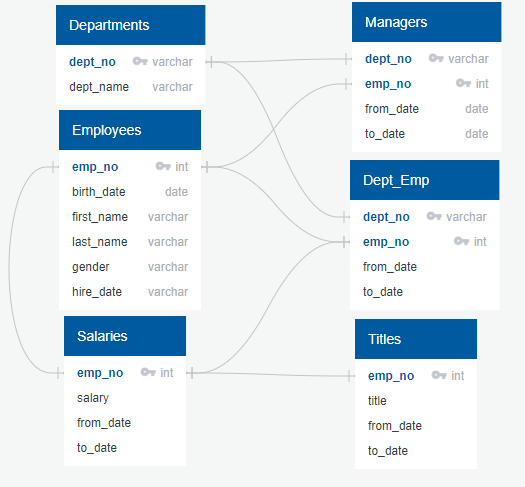 Departments
dept_no varchar
dept_name varchar
Employees
emp_no int
birth_date date
first_name varchar
last_name varchar
gender varchar
hire_date varchar
Salaries
emp_no int
salary
from_date
to_date
Managers
dept_no varchar
emp_no int
from_date date
to_date date
Dept_Emp
dept_no varchar
emp_no int
from_date
to_date
Titles
emp_no int
title
from_date
to_date